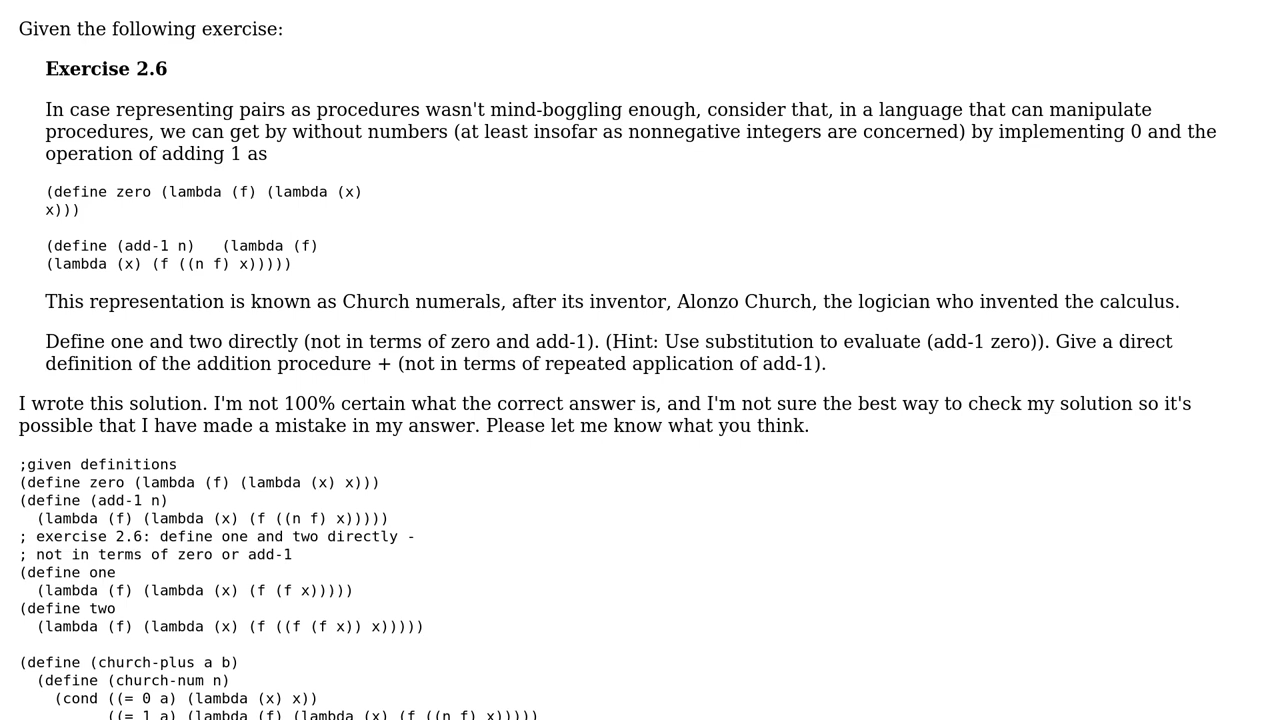 Given the following exercise:
Exercise 2.6
In case representing pairs as procedures wasn't mind-boggling enough, consider that, in a language that can manipulate
procedures, we can get by without numbers (at least insofar as nonnegative integers are concerned) by implementing 0 and the
operation of adding 1 as
(define zero (lambda (f) (lambda (x)
x)))
(define (add-1 n)   (lambda (f)
(lambda (x) (f ((n f) x)))))
This representation is known as Church numerals, after its inventor, Alonzo Church, the logician who invented the calculus.
Define one and two directly (not in terms of zero and add-1). (Hint: Use substitution to evaluate (add-1 zero)). Give a direct
definition of the addition procedure + (not in terms of repeated application of add-1).
I wrote this solution. I'm not 100% certain what the correct answer is, and I'm not sure the best way to check my solution so it's
possible that I have made a mistake in my answer. Please let me know what you think.
;given definitions
(define zero (lambda (f) (lambda (x) x)))
(define (add-1 n)
  (lambda (f) (lambda (x) (f ((n f) x)))))
; exercise 2.6: define one and two directly -
; not in terms of zero or add-1
(define one
  (lambda (f) (lambda (x) (f (f x)))))
(define two
  (lambda (f) (lambda (x) (f ((f (f x)) x)))))
(define (church-plus a b)
  (define (church-num n)
    (cond ((= 0 a) (lambda (x) x))
          ((= 1 a) (lambda (f) (lambda (x) (f ((n f) x)))))